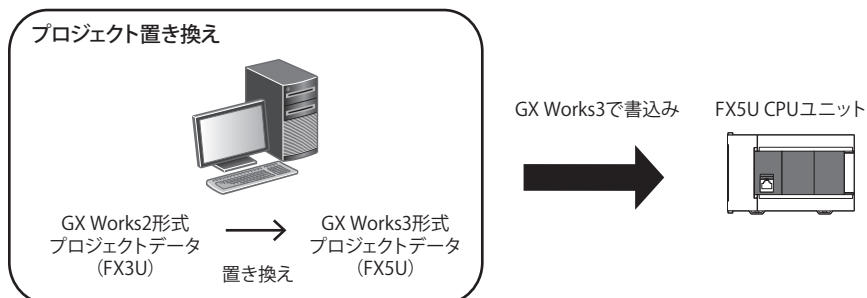 プロジェクト置き換え
GX Works3で書込み
FX5U CPUユニット
GX Works2形式
プロジェクトデータ
(FX3U)
置き換え
GX Works3形式
プロジェクトデータ
(FX5U)